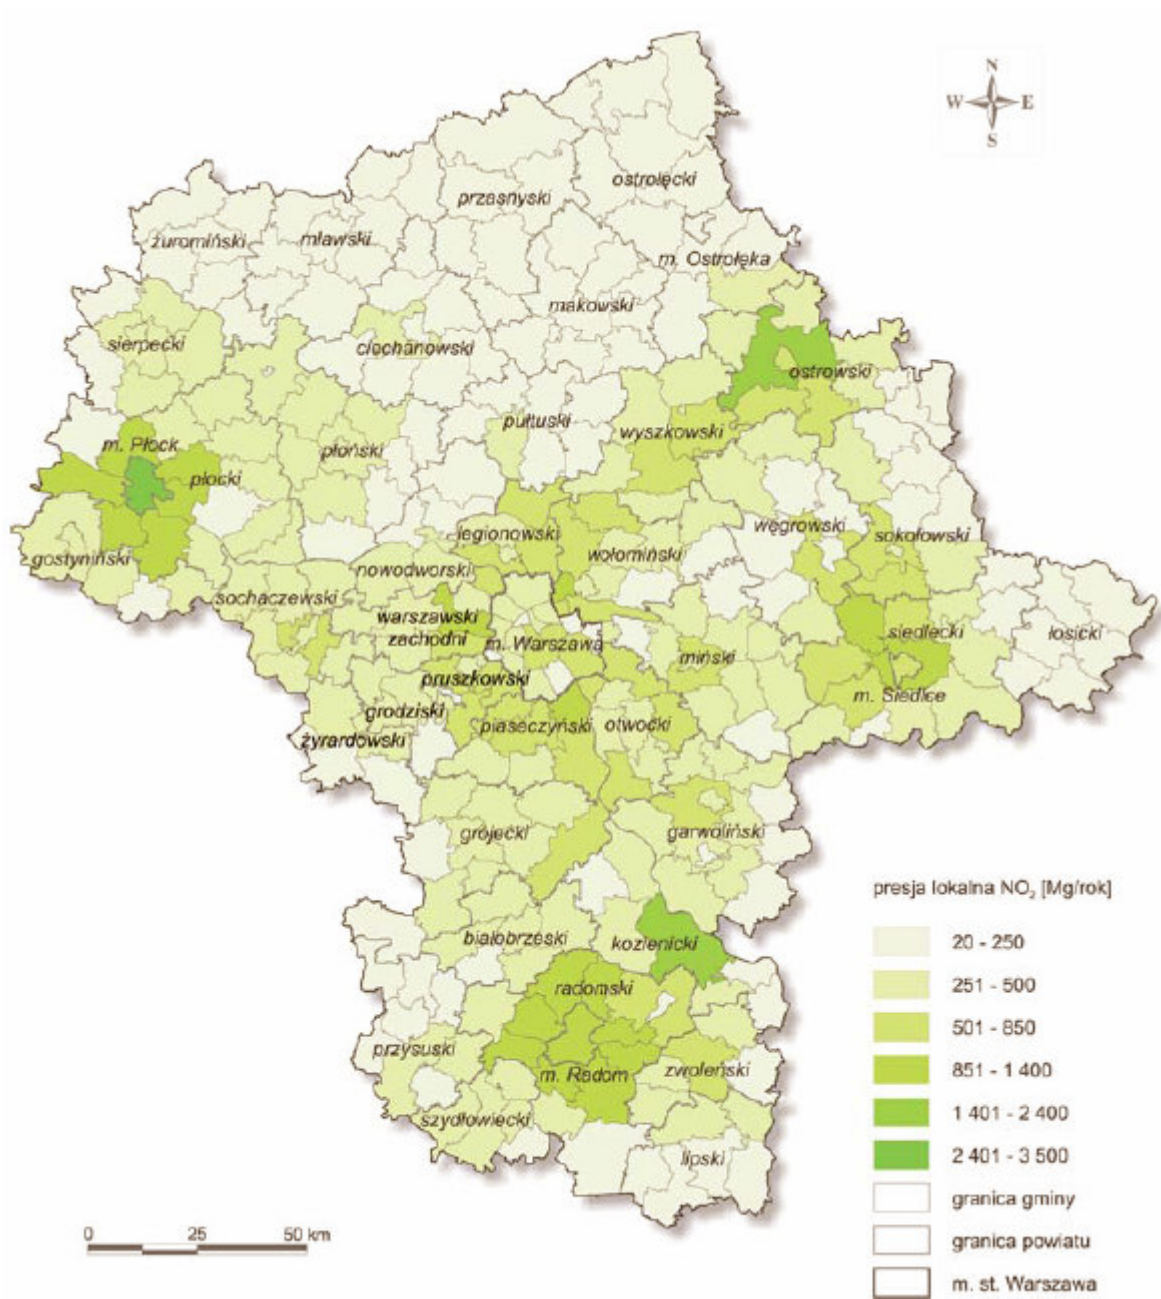 N
W E
S
ostrołęcki
przasnyski
żuromiński
mławski
m. Ostrołęka
makowski
sierpecki
ciechanowski
ostrowski
pułtuski
wyszkowski
m. Płock
płoński
płocki
węgrowski
legionowski
sokołowski
wołomiński
gostyniński
nowodworski
sochaczewski
warszawski
zachodni
siedlecki
łosicki
m. Warszawa
miński
pruszkowski
m. Siedlce
grodziski
piaseczyński
otwocki
żyrardowski
grójecki
garwoliński
białobrzeski
kozienicki
radomski
przysuski
m. Radom
zwoleński
szydłowiecki
lipski
presja lokalna NO₂ [Mg/rok]
20 - 250
251 - 500
501 - 850
851 - 1 400
1 401 - 2 400
2 401 - 3 500
granica gminy
granica powiatu
m. st. Warszawa
0 25 50 km